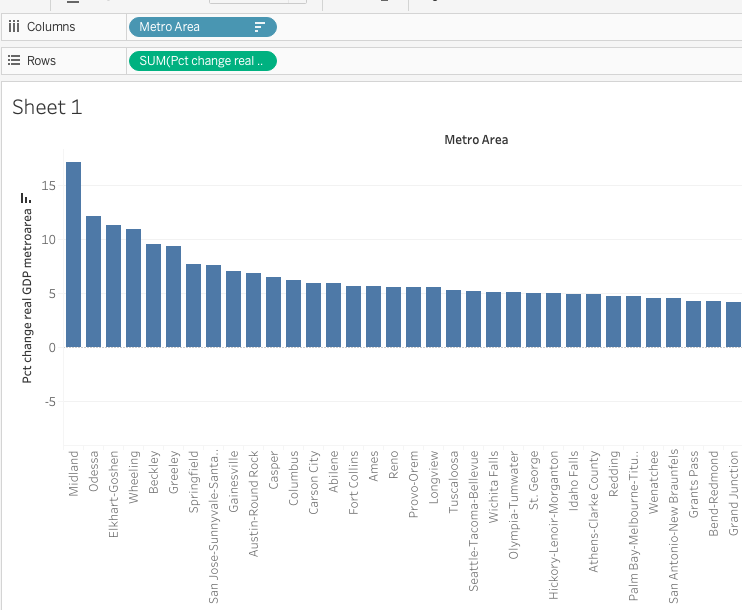 Columns
Metro Area
Rows
SUM(Pct change real ..
Sheet 1
Metro Area
Pct change real GDP metroarea
15
10
5
0
-5
Midland
Odessa
Elkhart-Goshen
Wheeling
Beckley
Greeley
Springfield
San Jose-Sunnyvale-Santa..
Gainesville
Austin-Round Rock
Casper
Columbus
Carson City
Abilene
Fort Collins
Ames
Reno
Provo-Orem
Longview
Tuscaloosa
Seattle-Tacoma-Bellevue
Wichita Falls
Olympia-Tumwater
St. George
Hickory-Lenoir-Morganton
Idaho Falls
Athens-Clarke County
Redding
Palm Bay-Melbourne-Titu..
Wenatchee
San Antonio-New Braunfels
Grants Pass
Bend-Redmond
Grand Junction